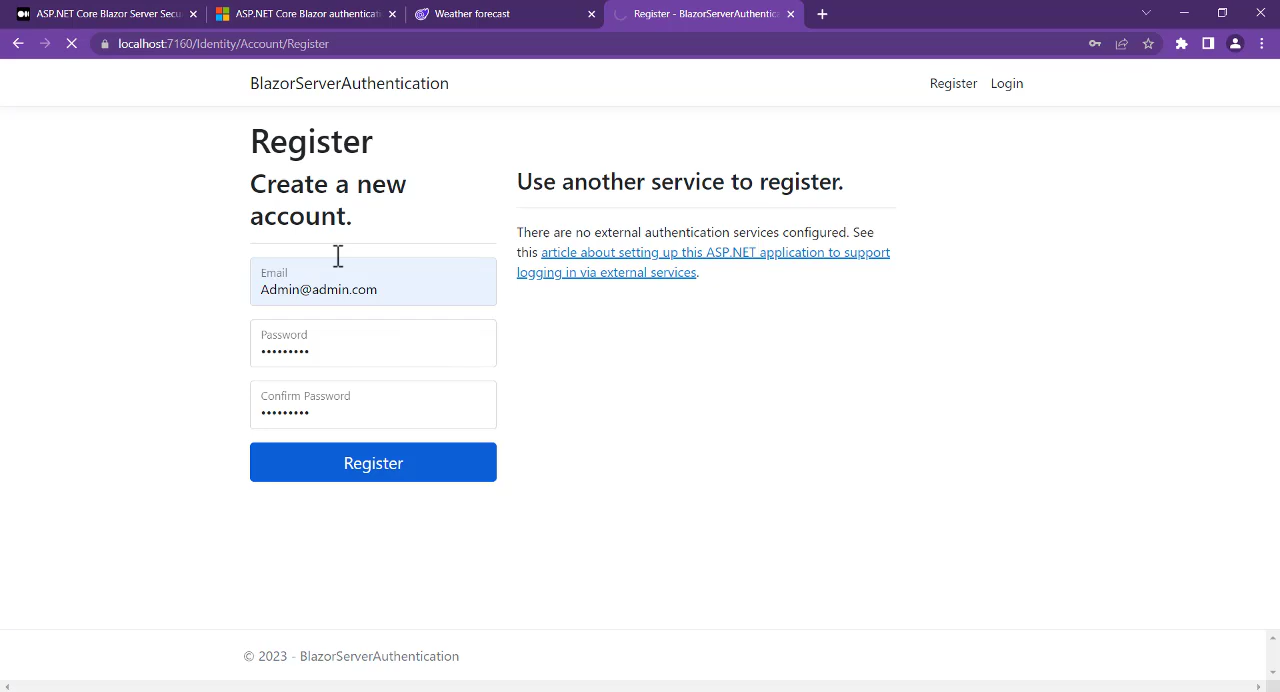 ASP.NET Core Blazor Server Secu
ASP.NET Core Blazor authenticati
Weather forecast
Register - BlazorServerAuthentic
localhost:7160/Identity/Account/Register
BlazorServerAuthentication
Register
Login
Register
Create a new
account.
Email
Admin@admin.com
Password
•••••••••
Confirm Password
•••••••••
Register
Use another service to register.
There are no external authentication services configured. See
this article about setting up this ASP.NET application to support
logging in via external services.
© 2023 - BlazorServerAuthentication